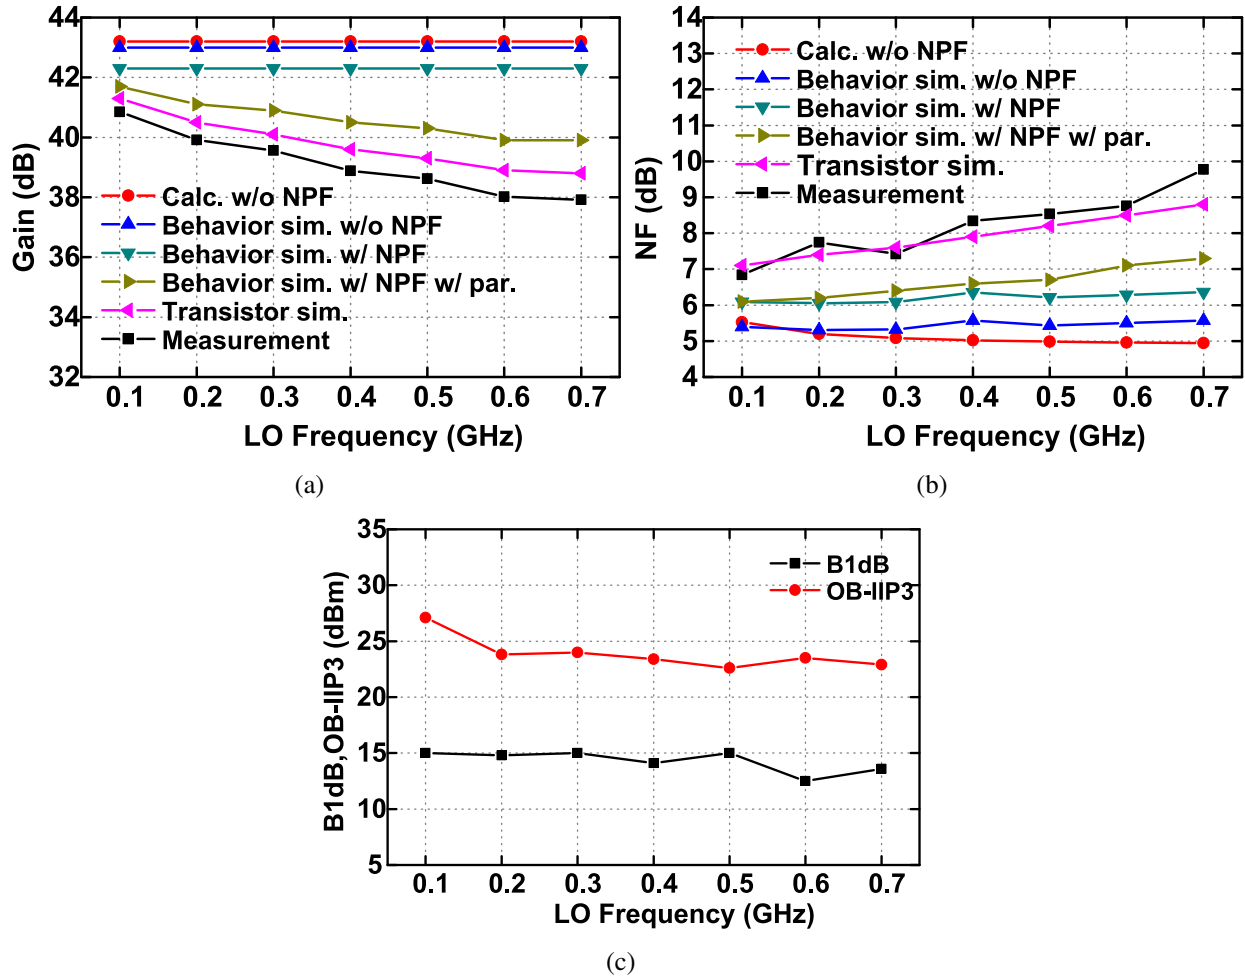 44
42
40
38
36
34
32
Gain (dB)
Calc. w/o NPF
Behavior sim. w/o NPF
Behavior sim. w/ NPF
Behavior sim. w/ NPF w/ par.
Transistor sim.
Measurement
0.1 0.2 0.3 0.4 0.5 0.6 0.7
LO Frequency (GHz)
(a)
14
13
12
11
10
9
8
7
6
5
4
NF (dB)
Calc. w/o NPF
Behavior sim. w/o NPF
Behavior sim. w/ NPF
Behavior sim. w/ NPF w/ par.
Transistor sim.
Measurement
0.1 0.2 0.3 0.4 0.5 0.6 0.7
LO Frequency (GHz)
(b)
35
30
25
20
15
10
5
B1dB,OB-IIP3 (dBm)
B1dB
OB-IIP3
0.1 0.2 0.3 0.4 0.5 0.6 0.7
LO Frequency (GHz)
(c)